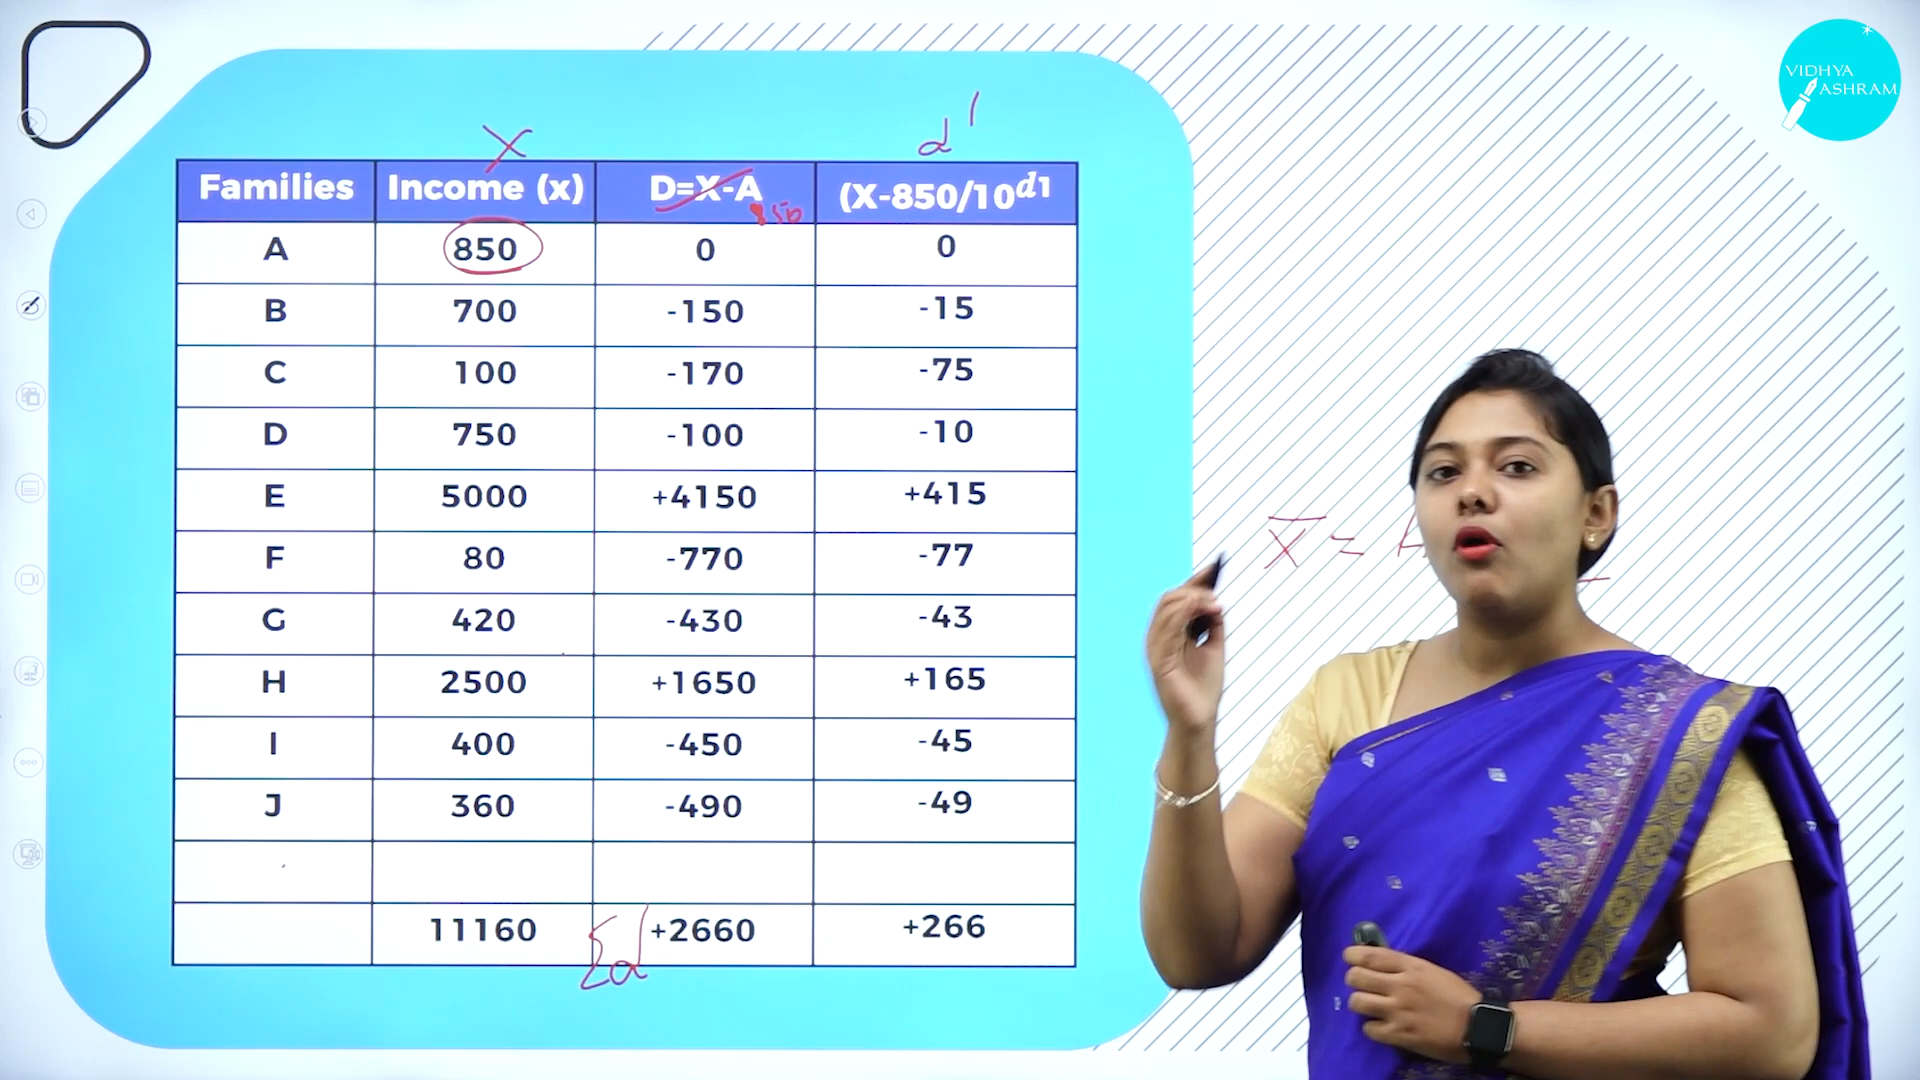 VIDHYA
ASHRAM
X
d'
Families Income (x) D=X-A (X-850/10 d1
850
A 850 0 0
B 700 -150 -15
C 100 -170 -75
D 750 -100 -10
E 5000 +4150 +415
F 80 -770 -77
G 420 -430 -43
H 2500 +1650 +165
I 400 -450 -45
J 360 -490 -49
11160 Σd +2660 +266
X̅ = A